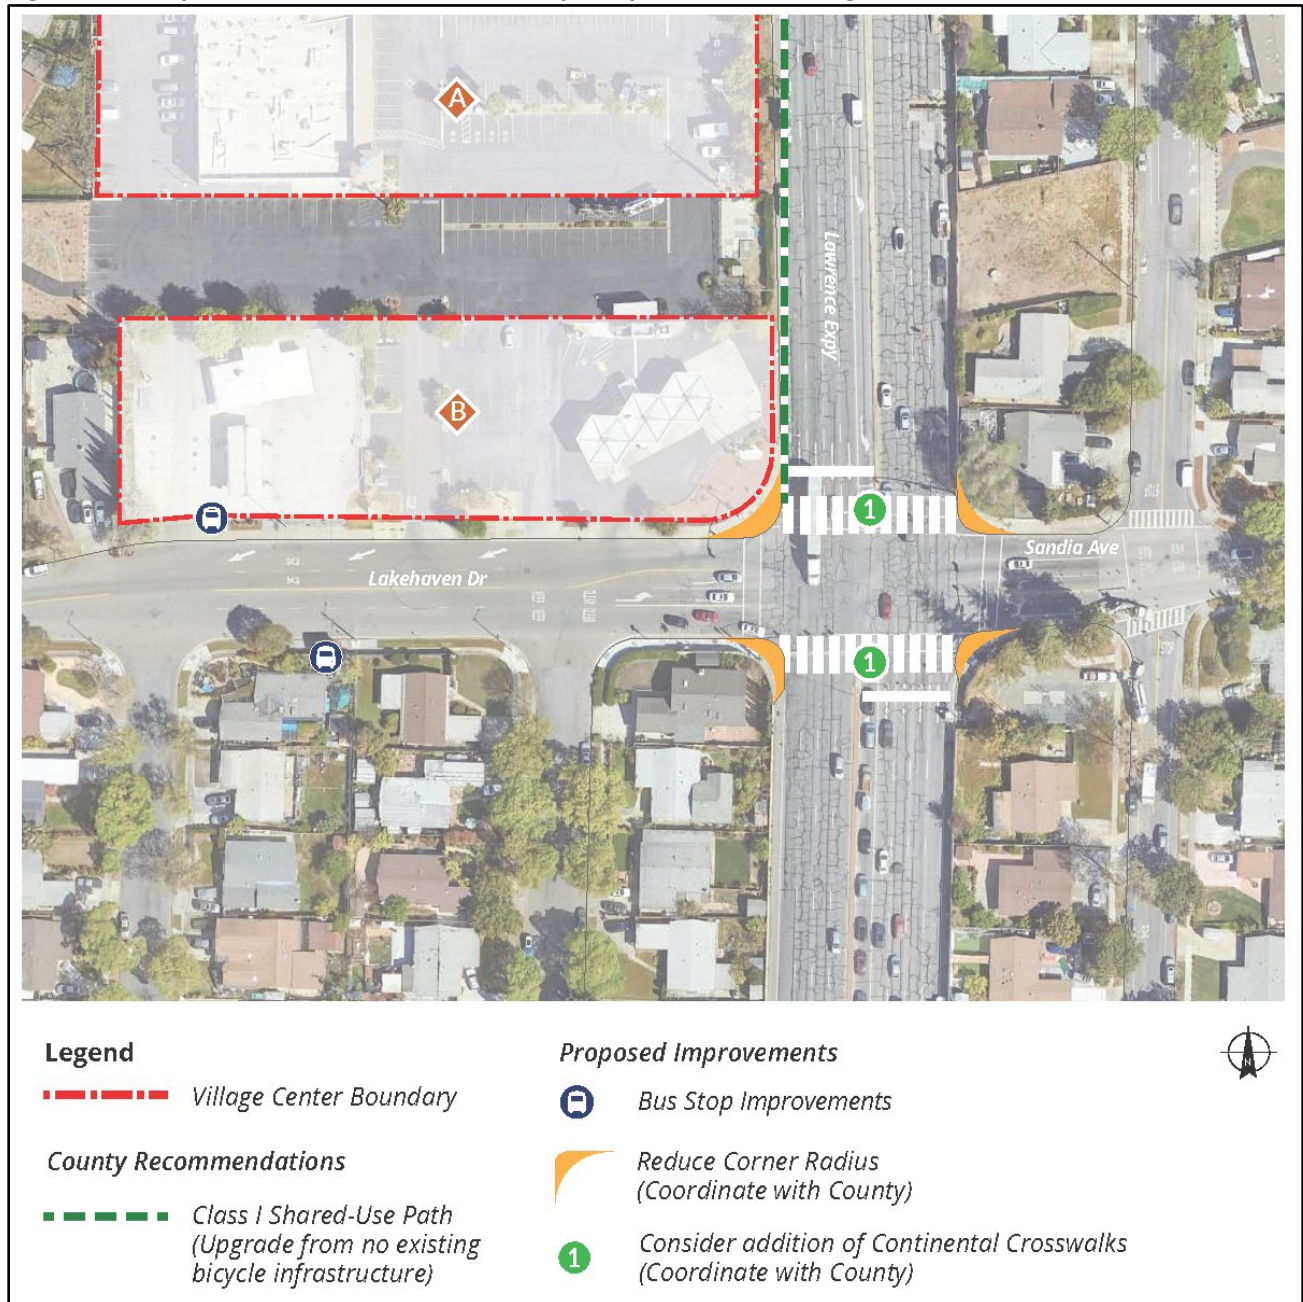 A
Lawrence Expy
B
1
Sandia Ave
Lakehaven Dr
1
STOP
Legend
Village Center Boundary
County Recommendations
Class I Shared-Use Path
(Upgrade from no existing
bicycle infrastructure)
Proposed Improvements
Bus Stop Improvements
Reduce Corner Radius
(Coordinate with County)
1
Consider addition of Continental Crosswalks
(Coordinate with County)
N